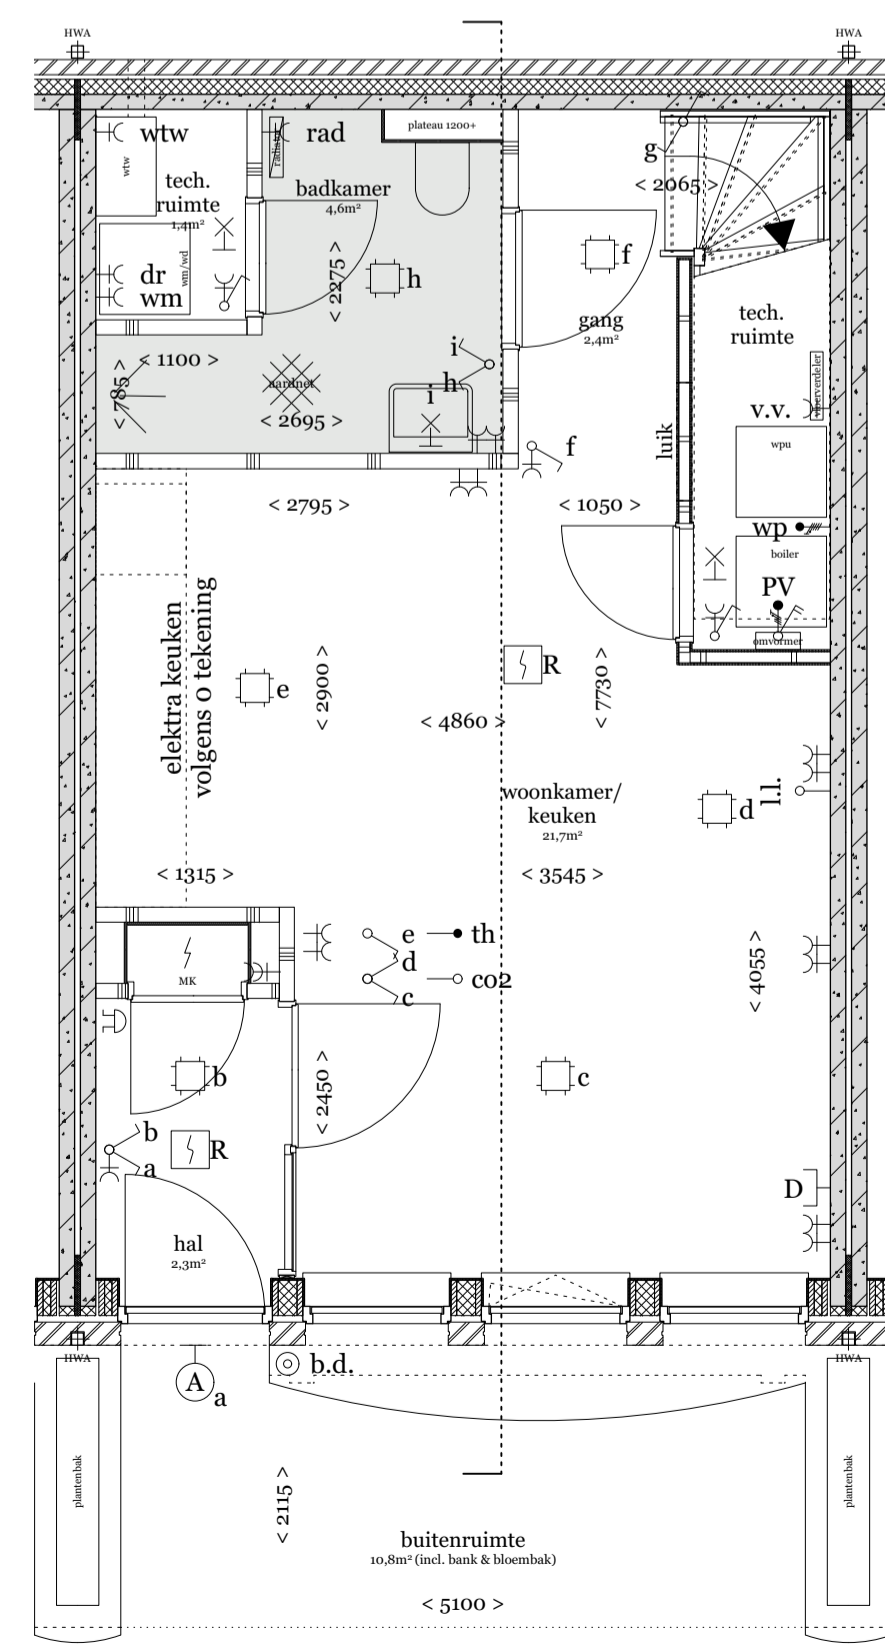 HWA
HWA
wtw
wtw
rad
radiator
plateau 1200+
g
< 2065 >
tech.
ruimte
1,4m²
badkamer
4,6m²
dr
wm
wm/wd
< 2275 >
h
f
gang
2,4m²
tech.
ruimte
< 1100 >
< 785 >
aardnet
< 2695 >
i
h
i
f
luik
vloerverdeler
v.v.
wpu
< 2795 >
< 1050 >
wp
boiler
PV
omvormer
elektra keuken
volgens 0 tekening
e
< 2900 >
R
< 7730 >
< 4860 >
woonkamer/
keuken
21,7m²
d
l.l.
< 1315 >
< 3545 >
MK
e
d
c
th
co2
< 4055 >
b
< 2450 >
c
b
a
R
D
hal
2,3m²
HWA
HWA
A
a
b.d.
plantenbak
plantenbak
< 2115 >
buitenruimte
10,8m² (incl. bank & bloembak)
< 5100 >